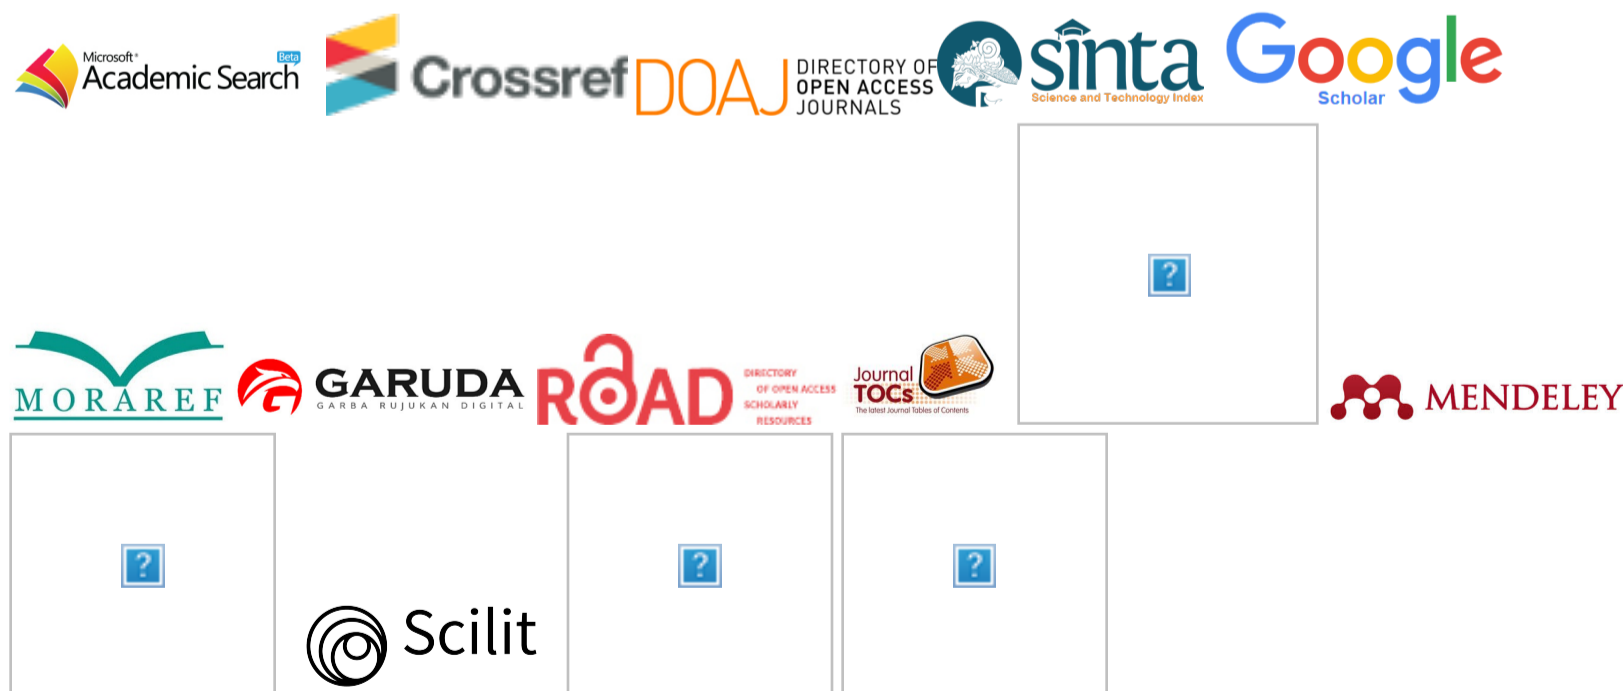 Microsoft®
Academic Search
Beta
Crossref
DOAJ
DIRECTORY OF
OPEN ACCESS
JOURNALS
sinta
Science and Technology Index
Google
Scholar
MORAREF
GARUDA
GARBA RUJUKAN DIGITAL
ROAD
DIRECTORY
OF OPEN ACCESS
SCHOLARLY
RESOURCES
Journal
TOCs
The latest Journal Tables of Contents
?
MENDELEY
?
Scilit
?
?